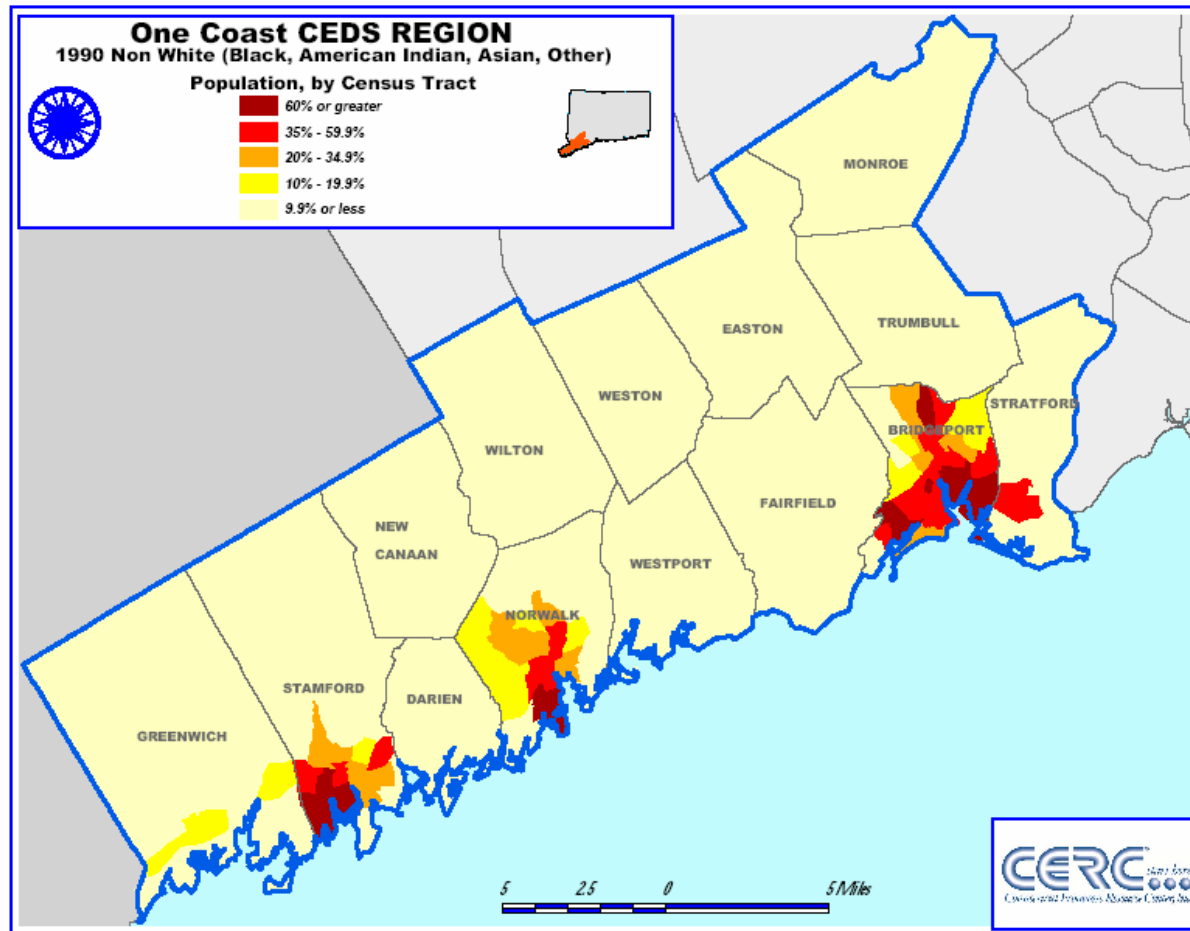 One Coast CEDS REGION
1990 Non White (Black, American Indian, Asian, Other)
Population, by Census Tract
60% or greater
35% - 59.9%
20% - 34.9%
10% - 19.9%
9.9% or less
MONROE
EASTON
TRUMBULL
WESTON
STRATFORD
BRIDGEPORT
WILTON
FAIRFIELD
NEW
CANAAN
WESTPORT
NORWALK
STAMFORD
DARIEN
GREENWICH
5 2.5 0 5 Miles
CERC